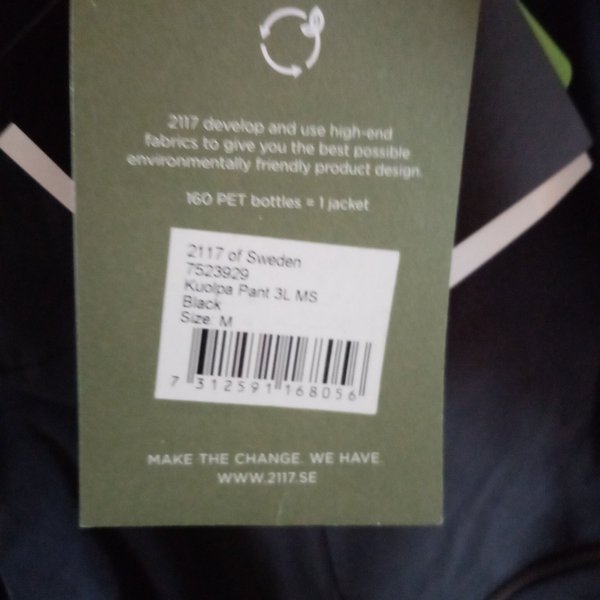 2117 develop and use high-end
fabrics to give you the best possible
environmentally friendly product design.
160 PET bottles = 1 jacket
2117 of Sweden
7523929
Kuolpa Pant 3L MS
Black
Size: M
7 312591 168056
MAKE THE CHANGE. WE HAVE.
WWW.2117.SE